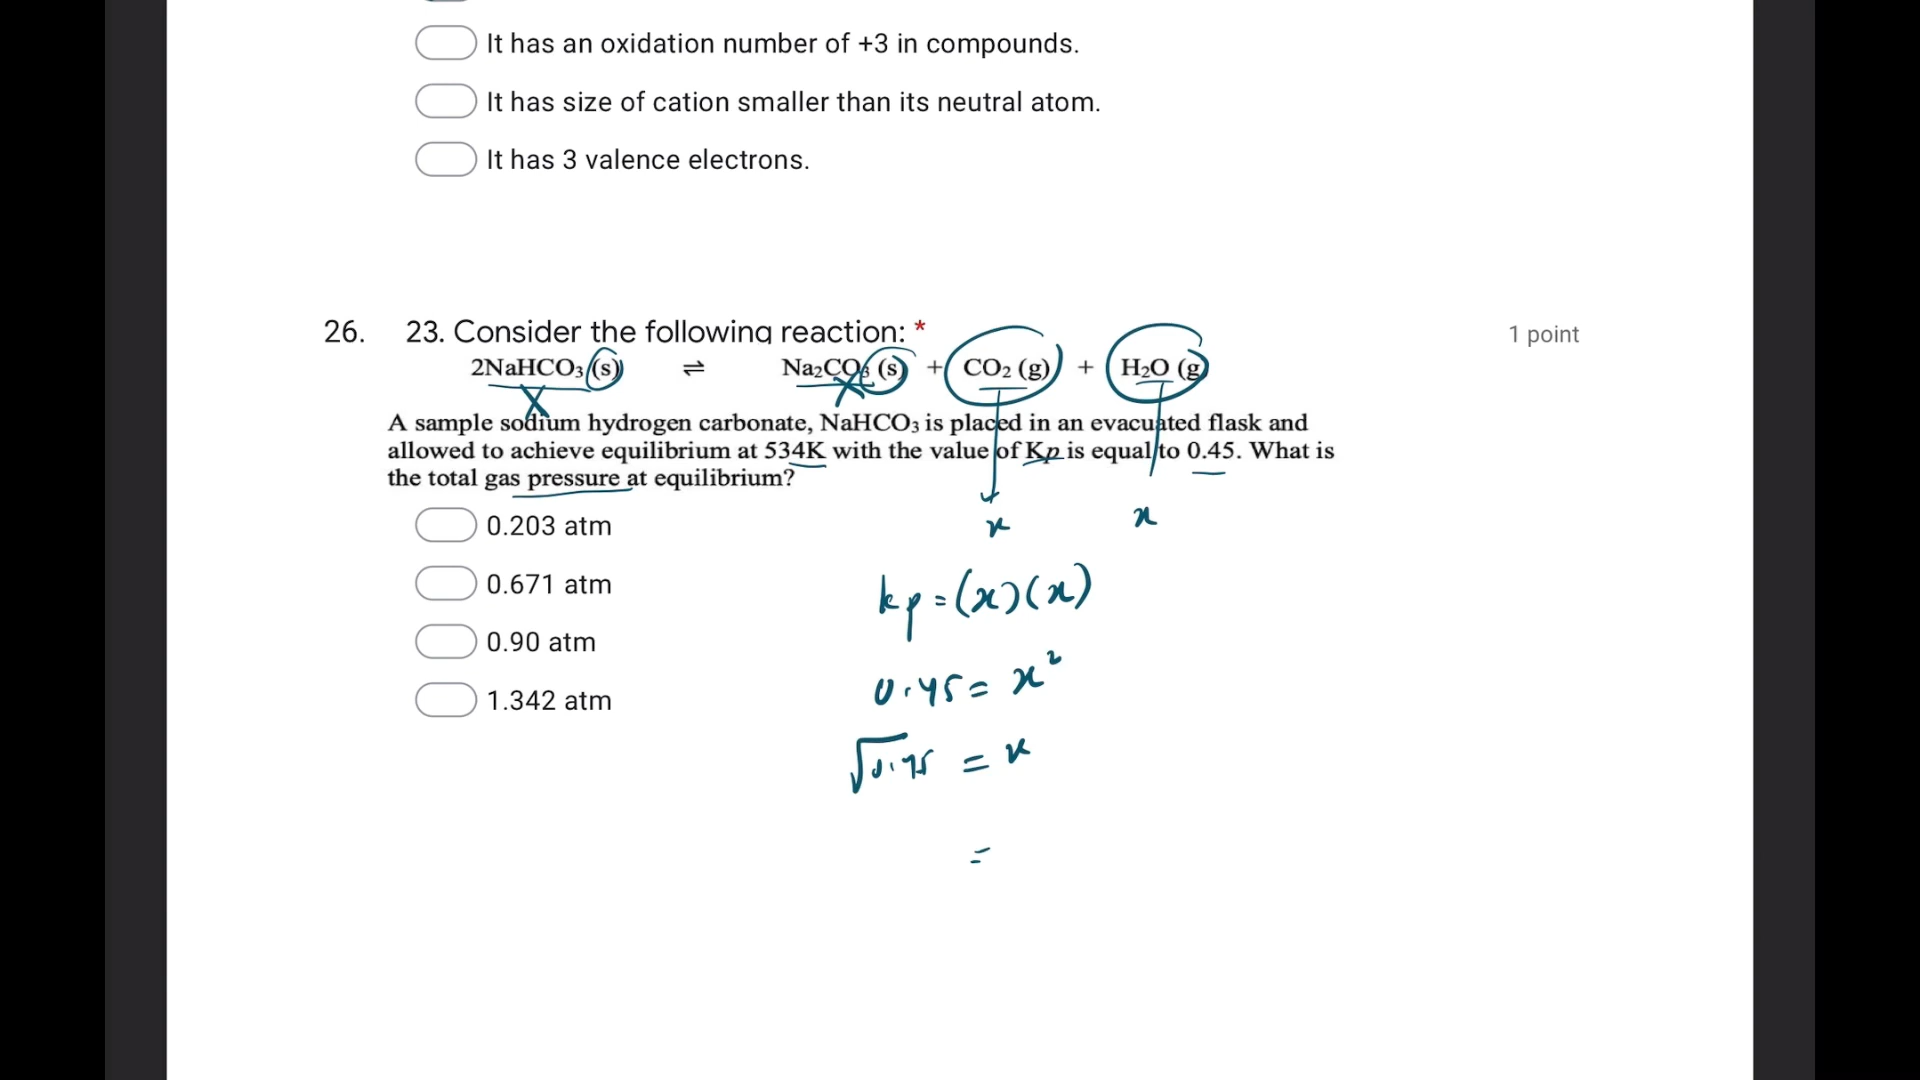 It has an oxidation number of +3 in compounds.
It has size of cation smaller than its neutral atom.
It has 3 valence electrons.
26. 23. Consider the following reaction: * 1 point
2NaHCO₃ (s) ⇌ Na₂CO₃ (s) + CO₂ (g) + H₂O (g)
A sample sodium hydrogen carbonate, NaHCO₃ is placed in an evacuated flask and
allowed to achieve equilibrium at 534K with the value of Kp is equal to 0.45. What is
the total gas pressure at equilibrium?
x x
0.203 atm
0.671 atm
0.90 atm
1.342 atm
kp = (x)(x)
0.45 = x²
√0.45 = x
=